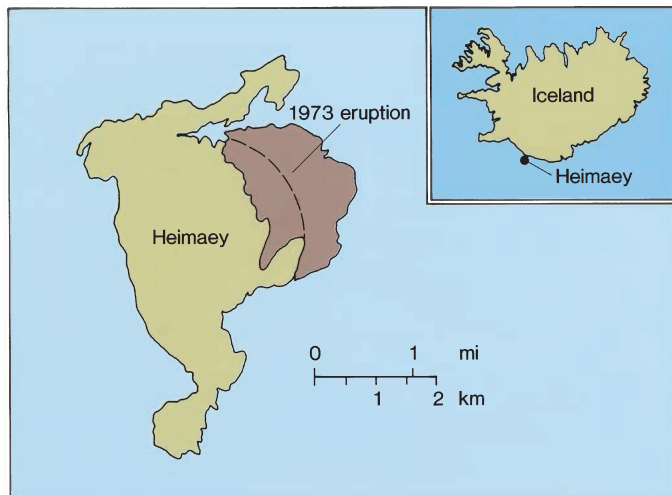 1973 eruption
Heimaey
0 1 mi
1 2 km
Iceland
Heimaey